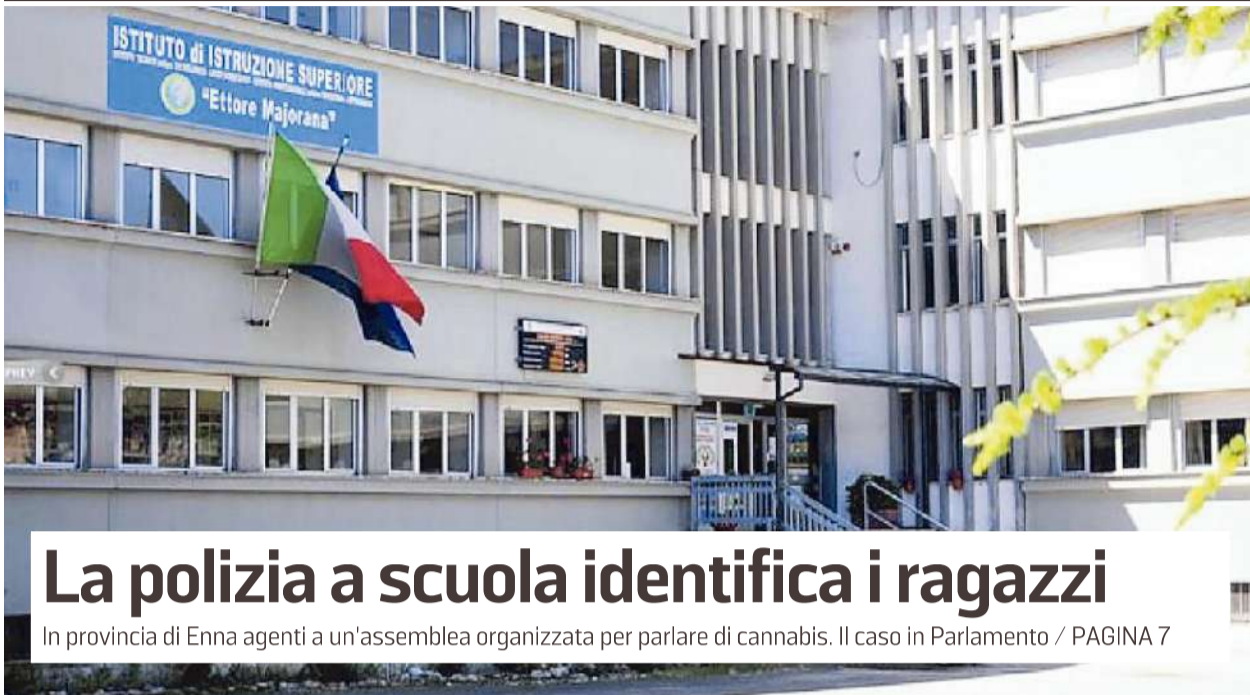 ISTITUTO di ISTRUZIONE SUPERIORE
"Ettore Majorana"
PREV
La polizia a scuola identifica i ragazzi
In provincia di Enna agenti a un'assemblea organizzata per parlare di cannabis. Il caso in Parlamento / PAGINA 7